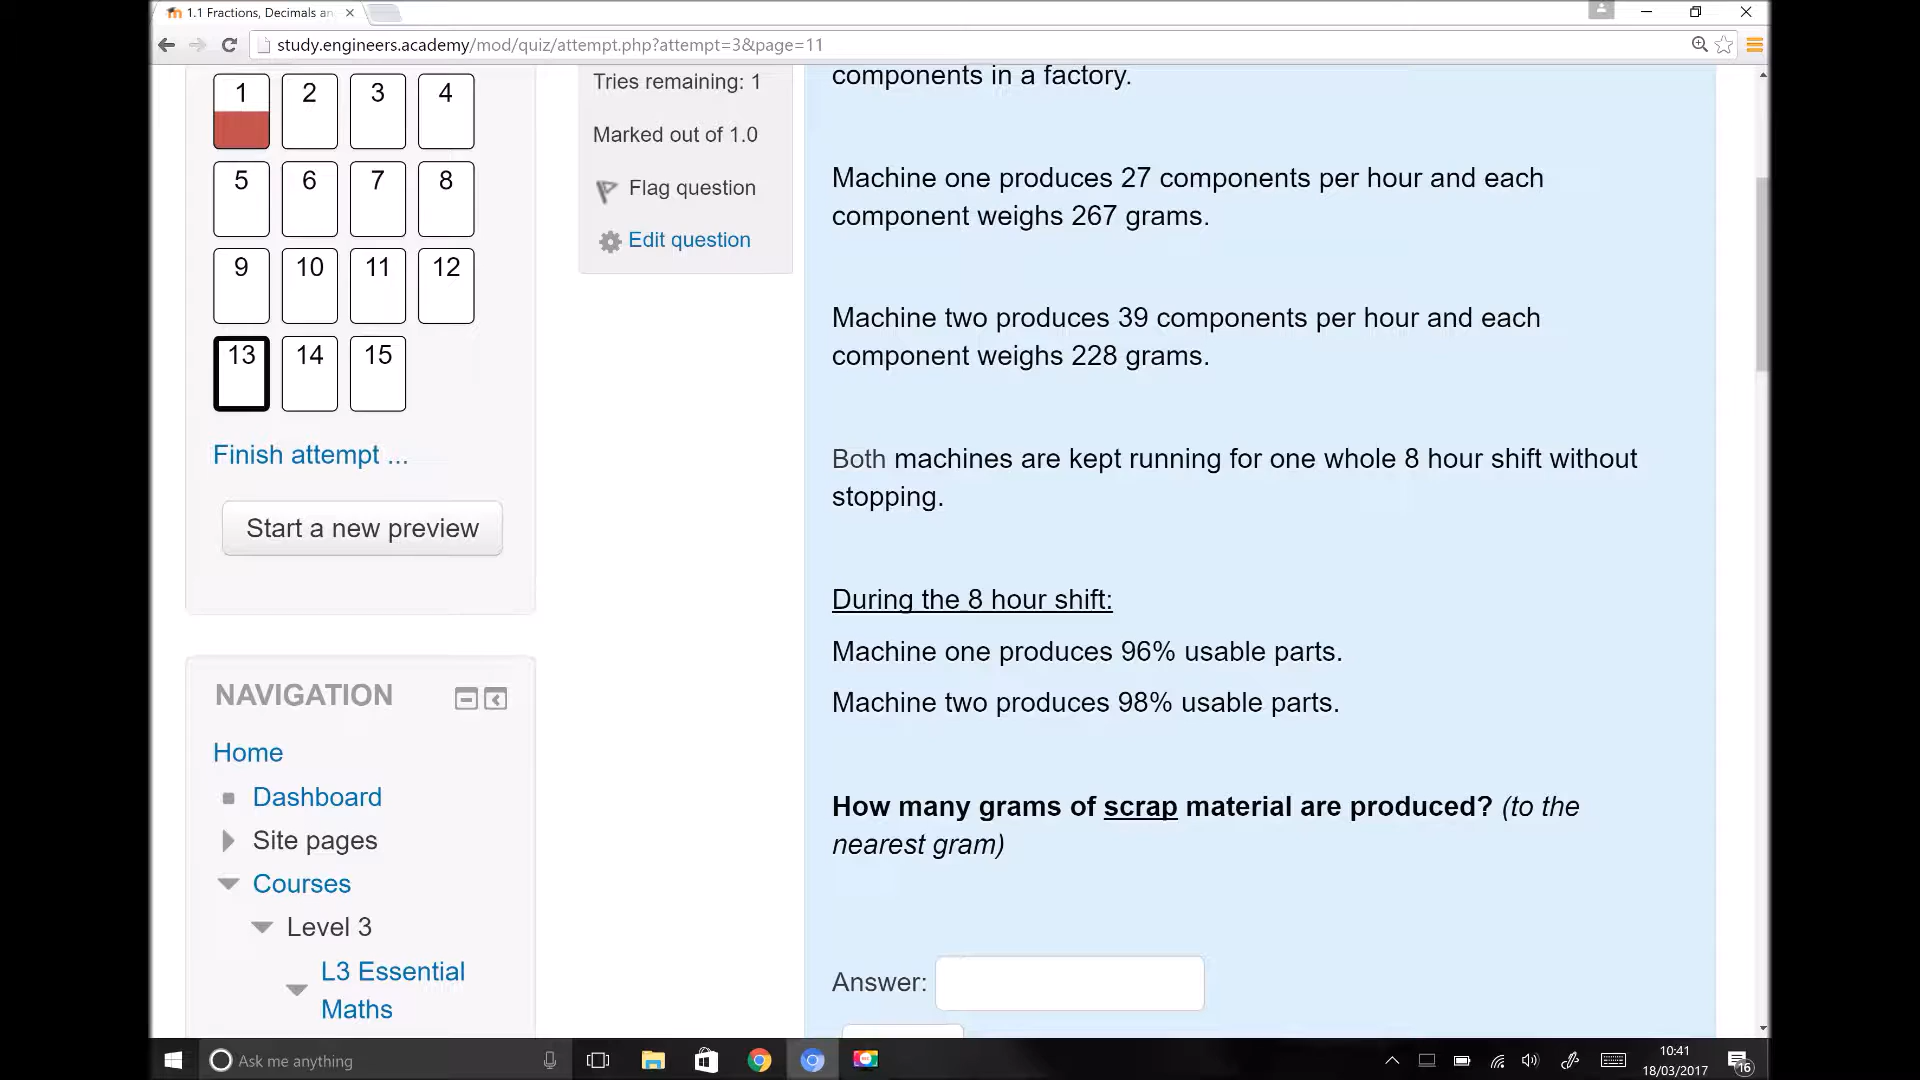 1.1 Fractions, Decimals an
study.engineers.academy/mod/quiz/attempt.php?attempt=3&page=11
1 2 3 4
5 6 7 8
9 10 11 12
13 14 15
Finish attempt ...
Start a new preview
NAVIGATION
Home
Dashboard
Site pages
Courses
Level 3
L3 Essential
Maths
Tries remaining: 1
Marked out of 1.0
Flag question
Edit question
components in a factory.
Machine one produces 27 components per hour and each
component weighs 267 grams.
Machine two produces 39 components per hour and each
component weighs 228 grams.
Both machines are kept running for one whole 8 hour shift without
stopping.
During the 8 hour shift:
Machine one produces 96% usable parts.
Machine two produces 98% usable parts.
How many grams of scrap material are produced? (to the
nearest gram)
Answer:
Ask me anything
10:41
18/03/2017
16